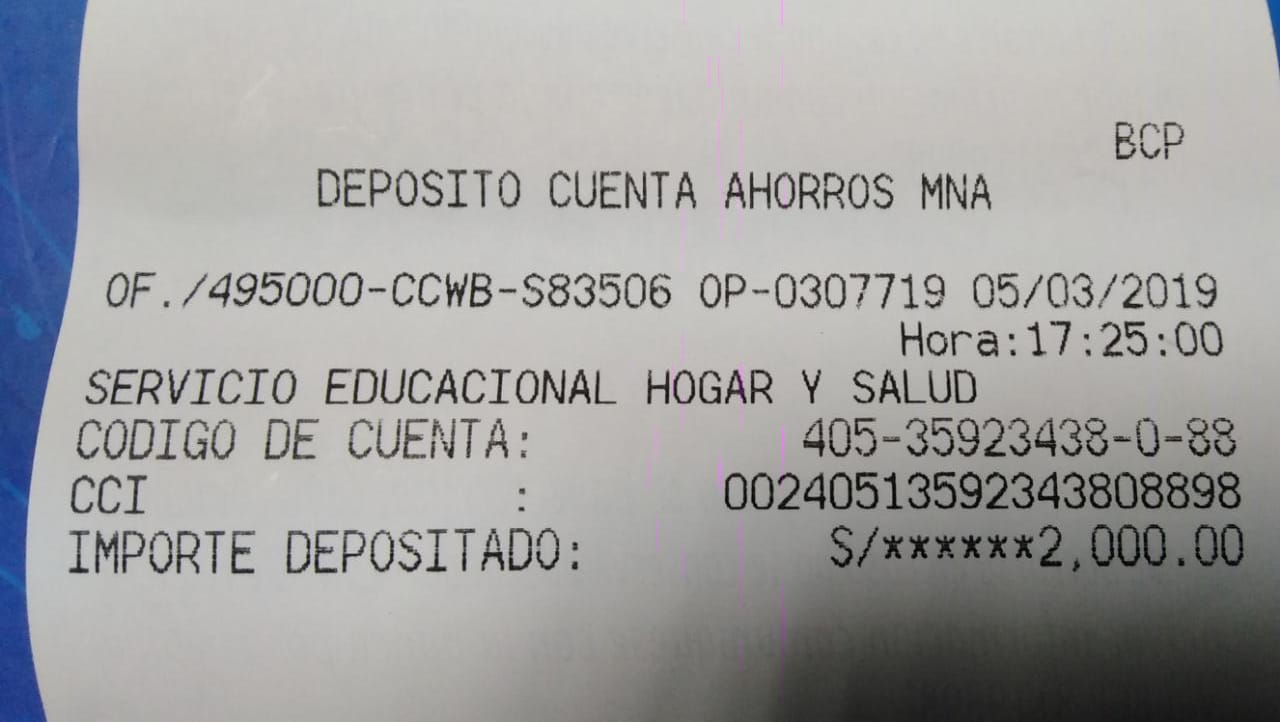 BCP
DEPOSITO CUENTA AHORROS MNA
OF./495000-CCWB-S83506 OP-0307719 05/03/2019
Hora:17:25:00
SERVICIO EDUCACIONAL HOGAR Y SALUD
CODIGO DE CUENTA: 405-35923438-0-88
CCI : 00240513592343808898
IMPORTE DEPOSITADO: S/******2,000.00